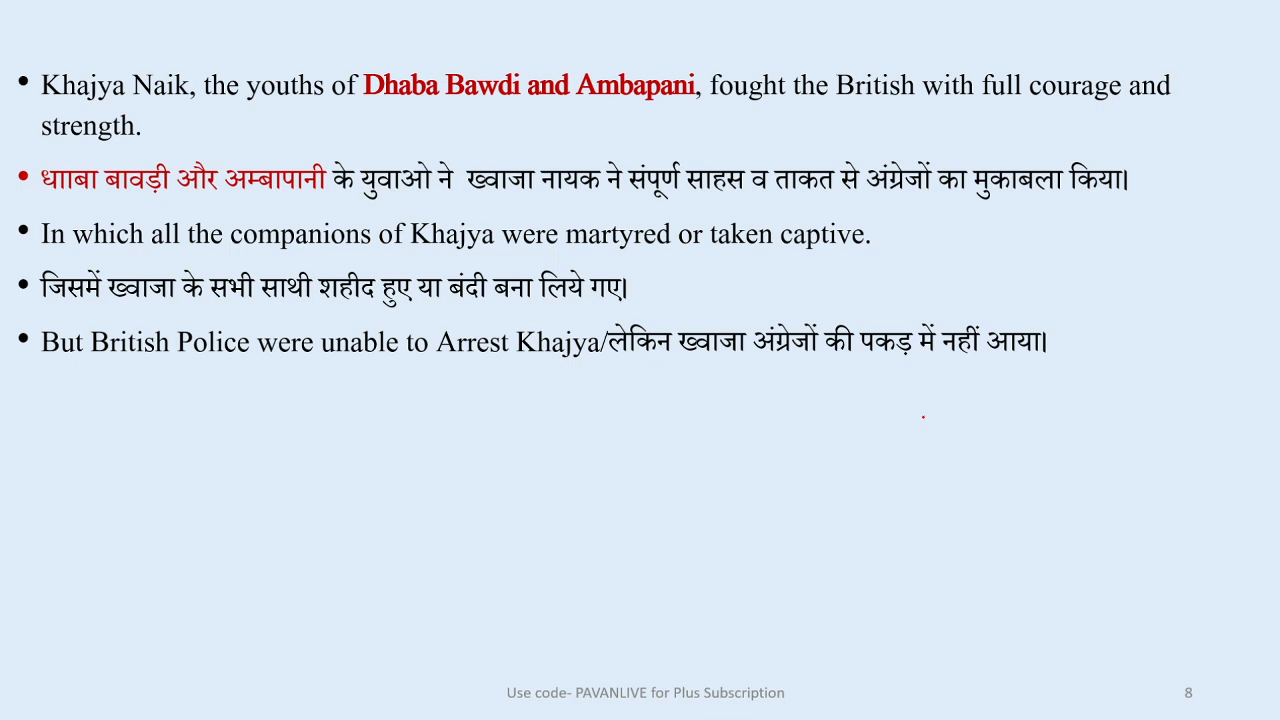 • Khajya Naik, the youths of Dhaba Bawdi and Ambapani, fought the British with full courage and
strength.
• धााबा बावड़ी और अम्बापानी के युवाओ ने  ख्वाजा नायक ने संपूर्ण साहस व ताकत से अंग्रेजों का मुकाबला किया।
• In which all the companions of Khajya were martyred or taken captive.
• जिसमें ख्वाजा के सभी साथी शहीद हुए या बंदी बना लिये गए।
• But British Police were unable to Arrest Khajya/लेकिन ख्वाजा अंग्रेजों की पकड़ में नहीं आया।
Use code- PAVANLIVE for Plus Subscription
8